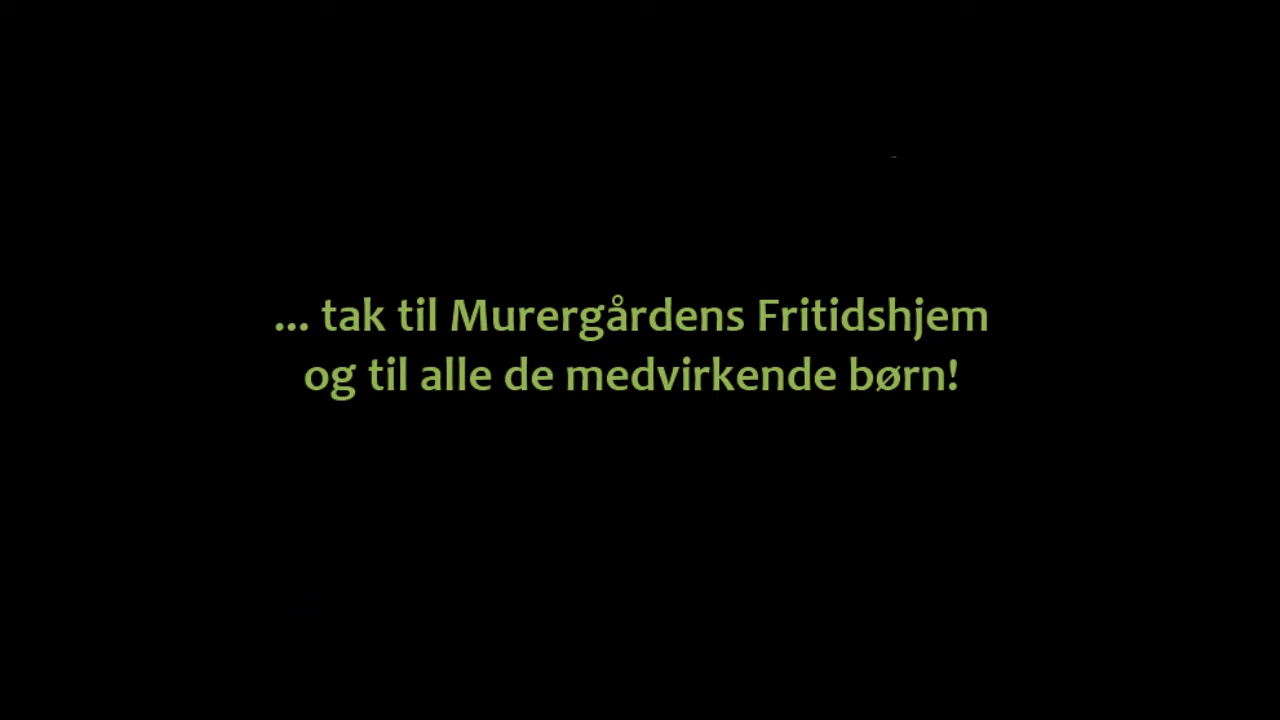 ... tak til Murergårdens Fritidshjem
og til alle de medvirkende børn!